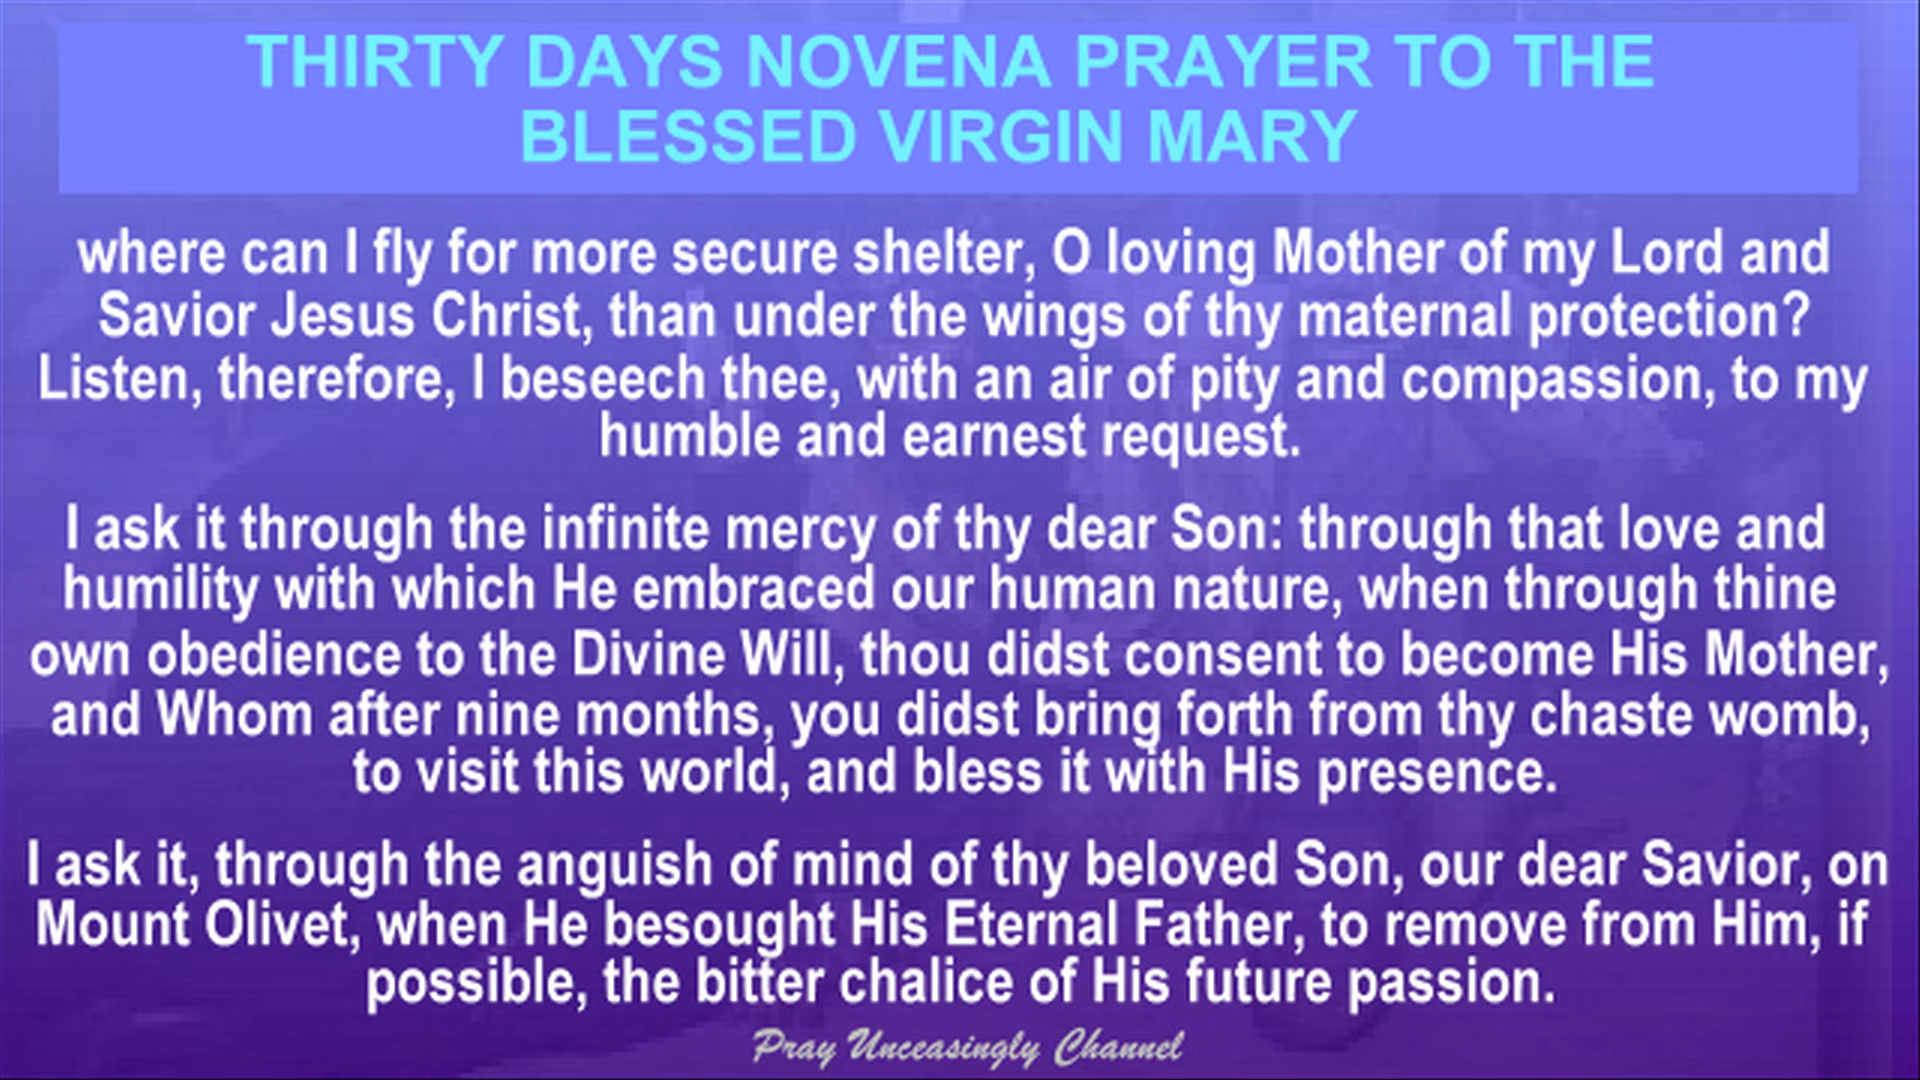 THIRTY DAYS NOVENA PRAYER TO THE
BLESSED VIRGIN MARY
where can I fly for more secure shelter, O loving Mother of my Lord and
Savior Jesus Christ, than under the wings of thy maternal protection?
Listen, therefore, I beseech thee, with an air of pity and compassion, to my
humble and earnest request.
I ask it through the infinite mercy of thy dear Son: through that love and
humility with which He embraced our human nature, when through thine
own obedience to the Divine Will, thou didst consent to become His Mother,
and Whom after nine months, you didst bring forth from thy chaste womb,
to visit this world, and bless it with His presence.
I ask it, through the anguish of mind of thy beloved Son, our dear Savior, on
Mount Olivet, when He besought His Eternal Father, to remove from Him, if
possible, the bitter chalice of His future passion.
Pray Unceasingly Channel